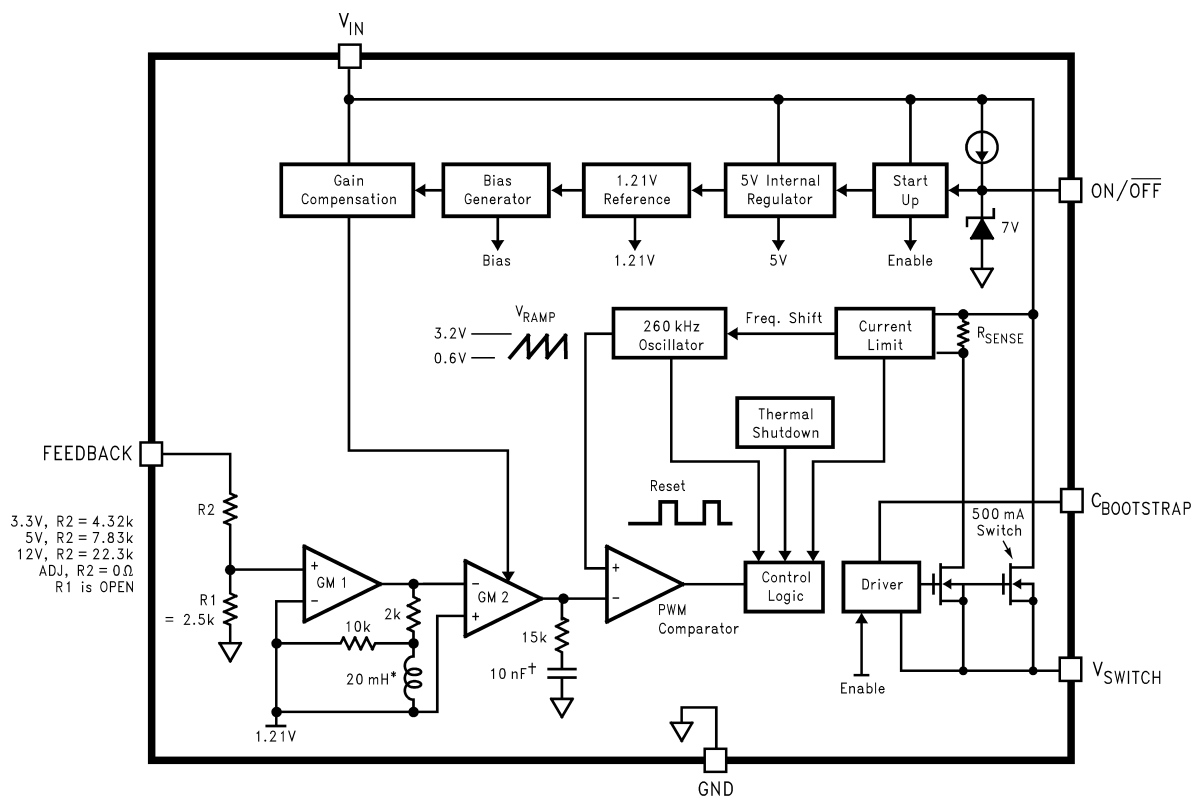 VIN
Gain
Compensation
Bias
Generator
1.21V
Reference
5V Internal
Regulator
Start
Up
ON/OFF
7V
Bias
1.21V
5V
Enable
VRAMP
3.2V
0.6V
260 kHz
Oscillator
Freq. Shift
Current
Limit
RSENSE
Thermal
Shutdown
FEEDBACK
Reset
CBOOTSTRAP
500 mA
Switch
R2
3.3V, R2 = 4.32k
5V, R2 = 7.83k
12V, R2 = 22.3k
ADJ, R2 = 0Ω
R1 is OPEN
R1
= 2.5k
+
GM 1
−
−
GM 2
+
+
−
PWM
Comparator
Control
Logic
Driver
2k
10k
20 mH*
15k
10 nF†
1.21V
Enable
VSWITCH
GND